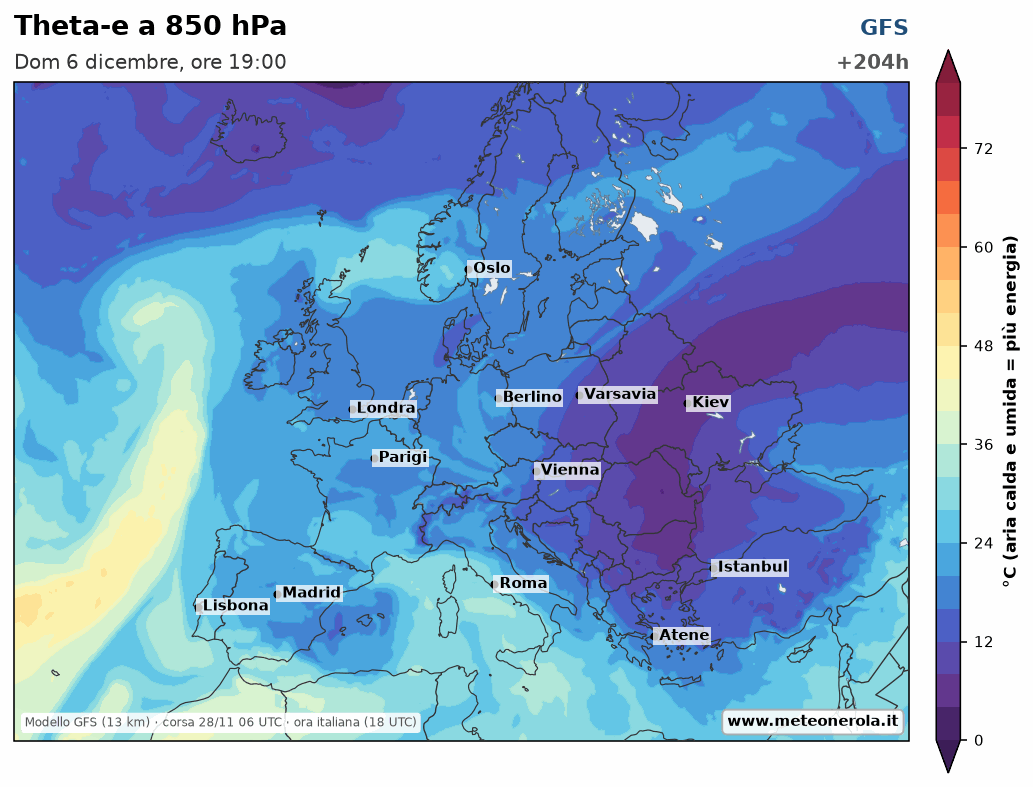 Theta-e a 850 hPa
GFS
Dom 6 dicembre, ore 19:00
+204h
72
60
48
36
24
12
0
°C (aria calda e umida = più energia)
Oslo
Berlino
Varsavia
Kiev
Londra
Parigi
Vienna
Istanbul
Roma
Madrid
Lisbona
Atene
Modello GFS (13 km) · corsa 28/11 06 UTC · ora italiana (18 UTC)
www.meteonerola.it